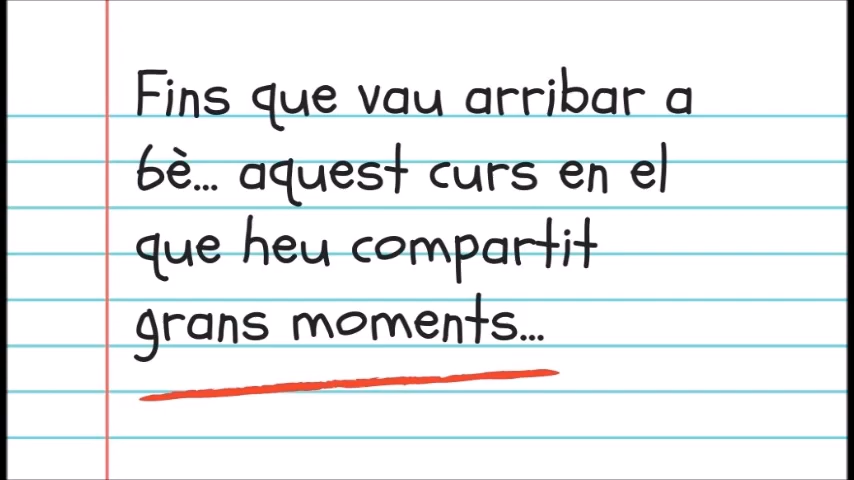 Fins que vau arribar a
6è... aquest curs en el
que heu compartit
grans moments...